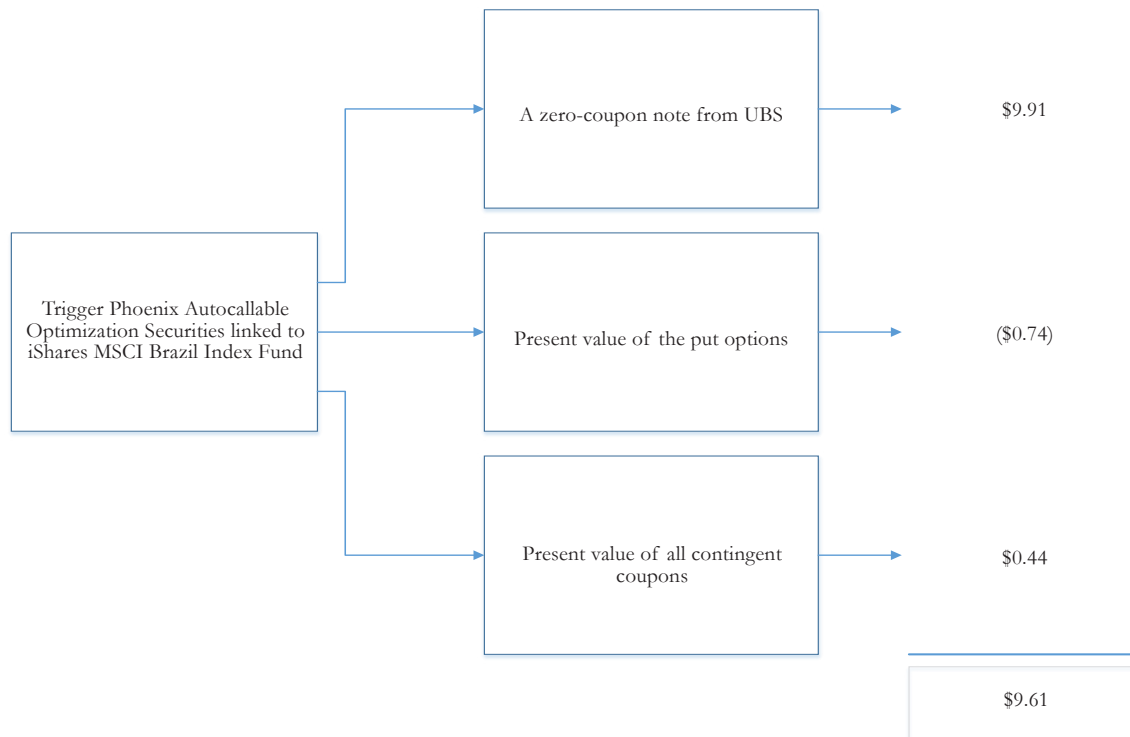 A zero-coupon note from UBS
$9.91
Trigger Phoenix Autocallable
Optimization Securities linked to
iShares MSCI Brazil Index Fund
Present value of the put options
($0.74)
Present value of all contingent
coupons
$0.44
$9.61